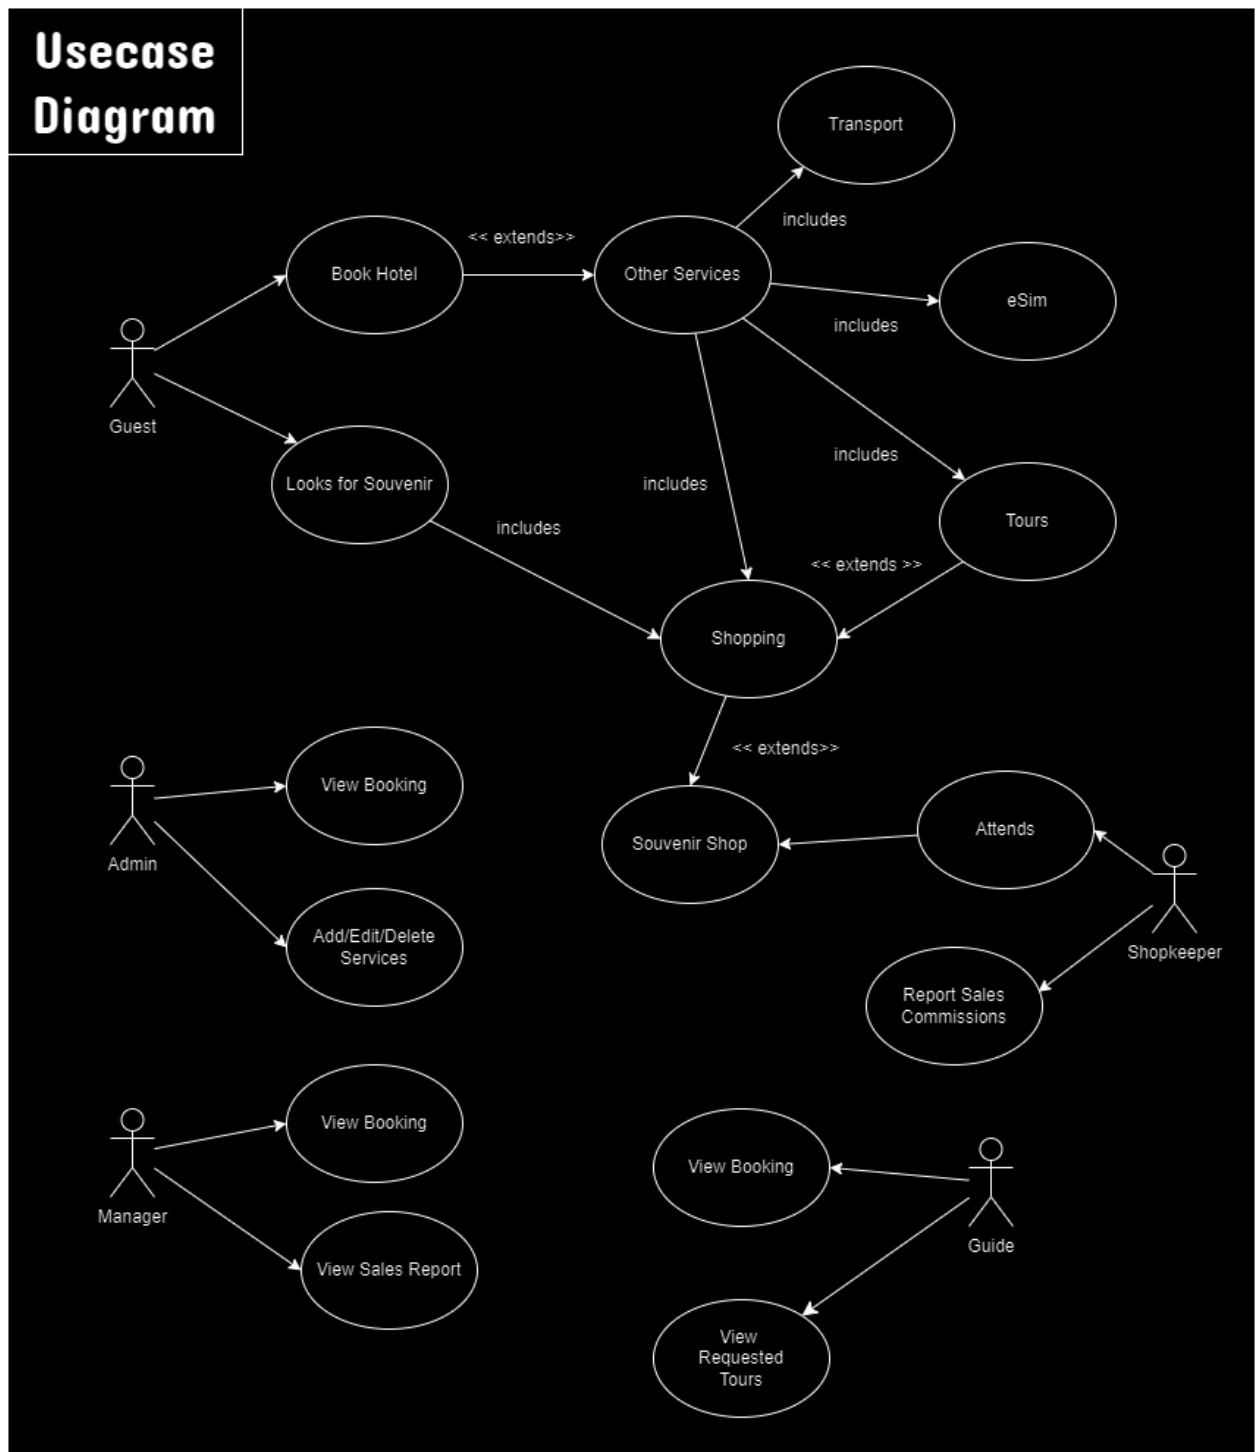 Usecase
Diagram
Transport
includes
<< extends>>
Book Hotel
Other Services
eSim
includes
Guest
Looks for Souvenir
includes
includes
includes
Tours
<< extends >>
Shopping
<< extends>>
View Booking
Admin
Souvenir Shop
Attends
Add/Edit/Delete
Services
Shopkeeper
Report Sales
Commissions
View Booking
Manager
View Sales Report
View Booking
Guide
View
Requested
Tours